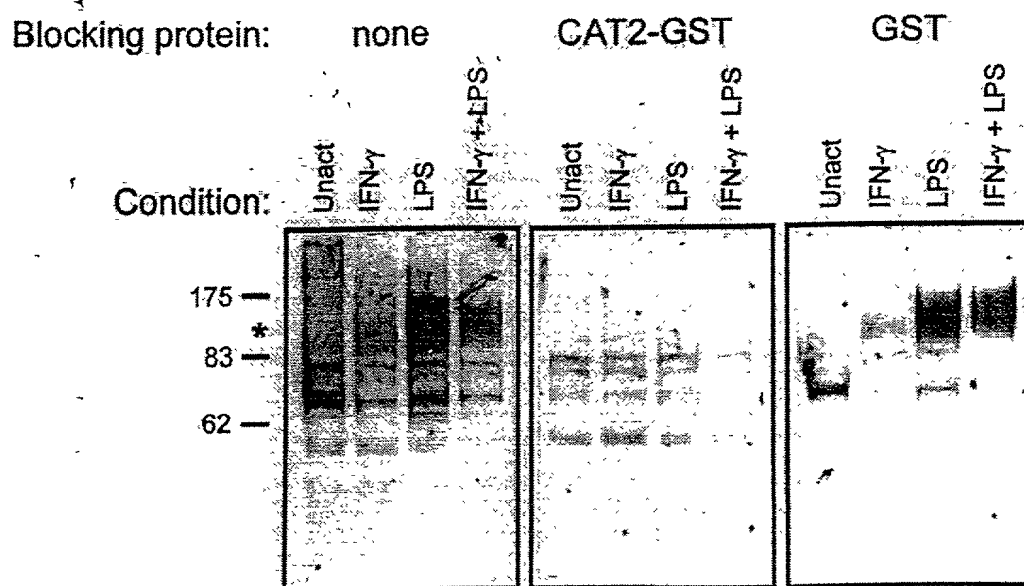 Blocking protein: none CAT2-GST GST
Condition: Unact IFN-γ LPS IFN-γ + LPS Unact IFN-γ LPS IFN-γ + LPS Unact IFN-γ LPS IFN-γ + LPS
175
*
83
62